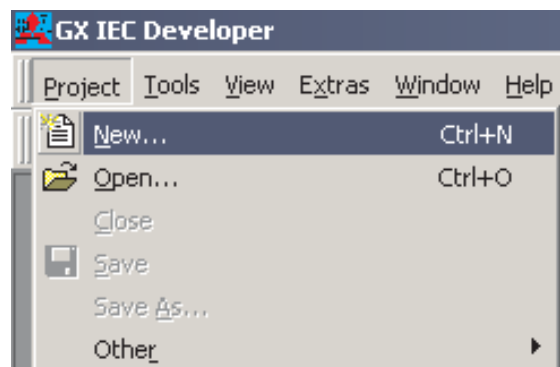 GX IEC Developer
Project Tools View Extras Window Help
New... Ctrl+N
Open... Ctrl+O
Close
Save
Save As...
Other